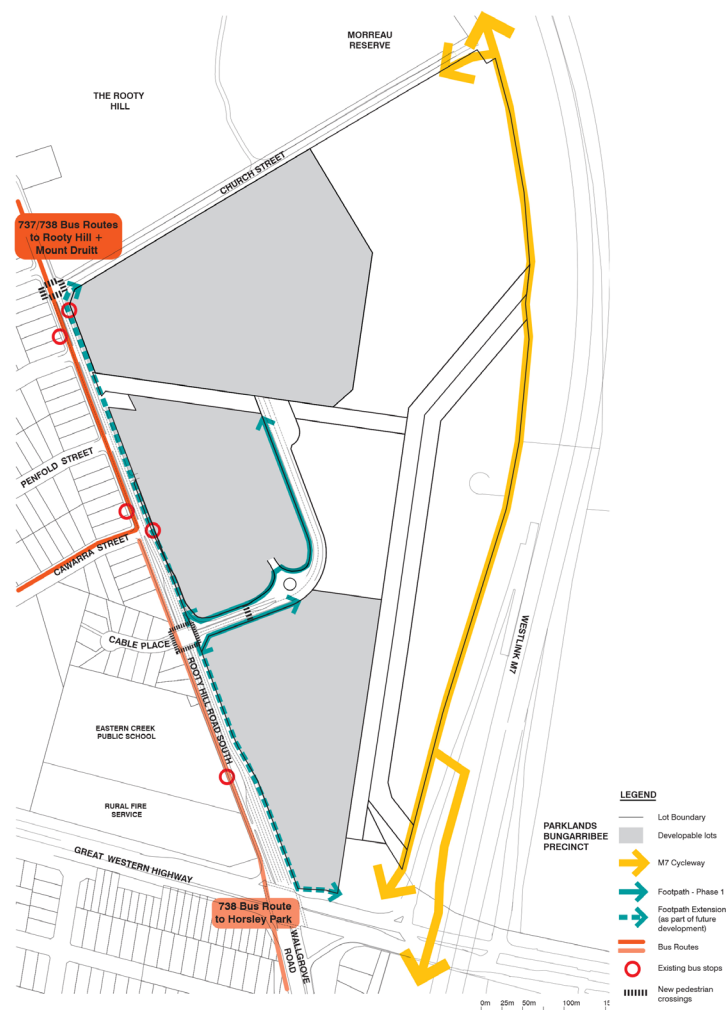 MORREAU
RESERVE
THE ROOTY
HILL
CHURCH STREET
737/738 Bus Routes
to Rooty Hill +
Mount Druitt
PENFOLD STREET
CAWARRA STREET
CABLE PLACE
ROOTY HILL ROAD SOUTH
WESTLINK M7
EASTERN CREEK
PUBLIC SCHOOL
RURAL FIRE
SERVICE
GREAT WESTERN HIGHWAY
738 Bus Route
to Horsley Park
WALLGROVE
ROAD
PARKLANDS
BUNGARRIBEE
PRECINCT
LEGEND
Lot Boundary
Developable lots
M7 Cycleway
Footpath - Phase 1
Footpath Extension
(as part of future
development)
Bus Routes
Existing bus stops
New pedestrian
crossings
0m 25m 50m 100m 15